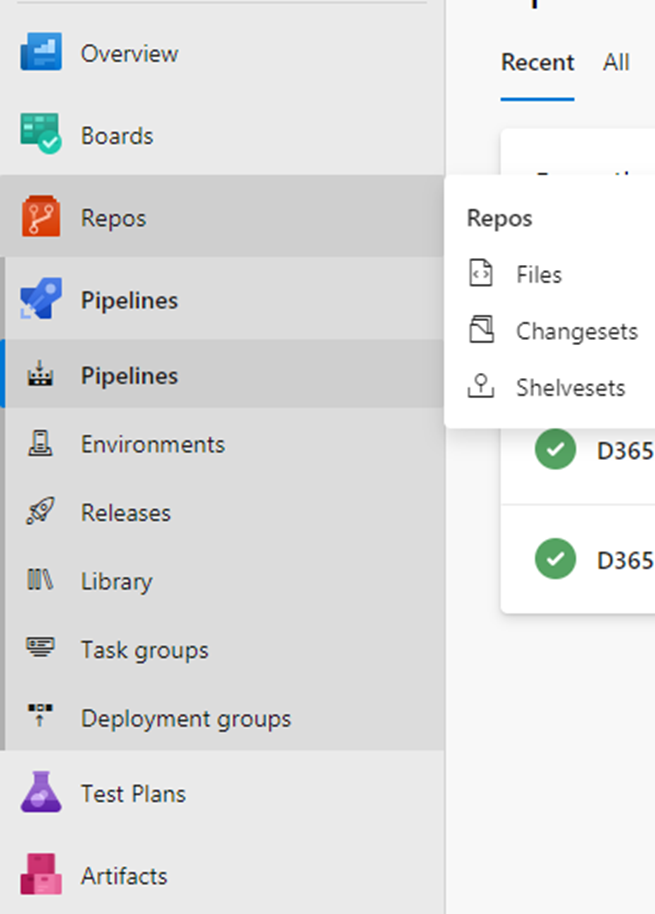 Overview
Boards
Repos
Pipelines
Pipelines
Environments
Releases
Library
Task groups
Deployment groups
Test Plans
Artifacts
Recent All
Repos
Files
Changesets
Shelvesets
D365
D365